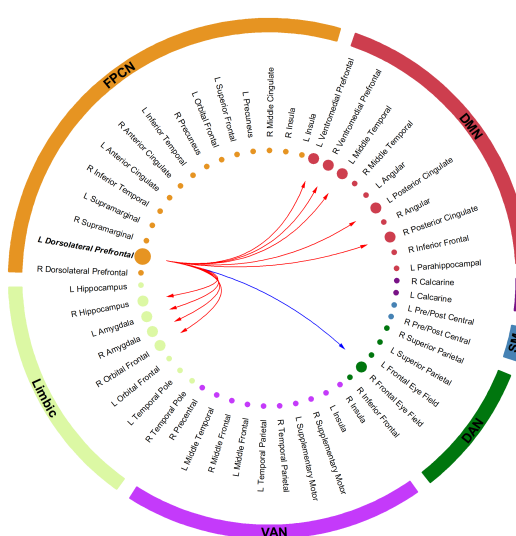 FPCN
DMN
SM
DAN
VAN
Limbic
L Dorsolateral Prefrontal
R Supramarginal
L Supramarginal
R Inferior Temporal
L Anterior Cingulate
R Anterior Cingulate
L Inferior Temporal
R Precuneus
L Orbital Frontal
L Superior Frontal
L Precuneus
R Middle Cingulate
R Insula
L Insula
L Ventromedial Prefrontal
R Ventromedial Prefrontal
L Middle Temporal
R Middle Temporal
L Angular
L Posterior Cingulate
R Angular
R Posterior Cingulate
R Inferior Frontal
L Parahippocampal
R Calcarine
L Calcarine
L Pre/Post Central
R Pre/Post Central
R Superior Parietal
L Superior Parietal
L Frontal Eye Field
R Frontal Eye Field
R Inferior Frontal
R Insula
L Insula
R Supplementary Motor
L Supplementary Motor
R Temporal Parietal
L Temporal Parietal
L Middle Frontal
R Middle Frontal
L Middle Temporal
R Precentral
R Temporal Pole
L Temporal Pole
L Orbital Frontal
R Orbital Frontal
R Amygdala
L Amygdala
R Hippocampus
L Hippocampus
R Dorsolateral Prefrontal